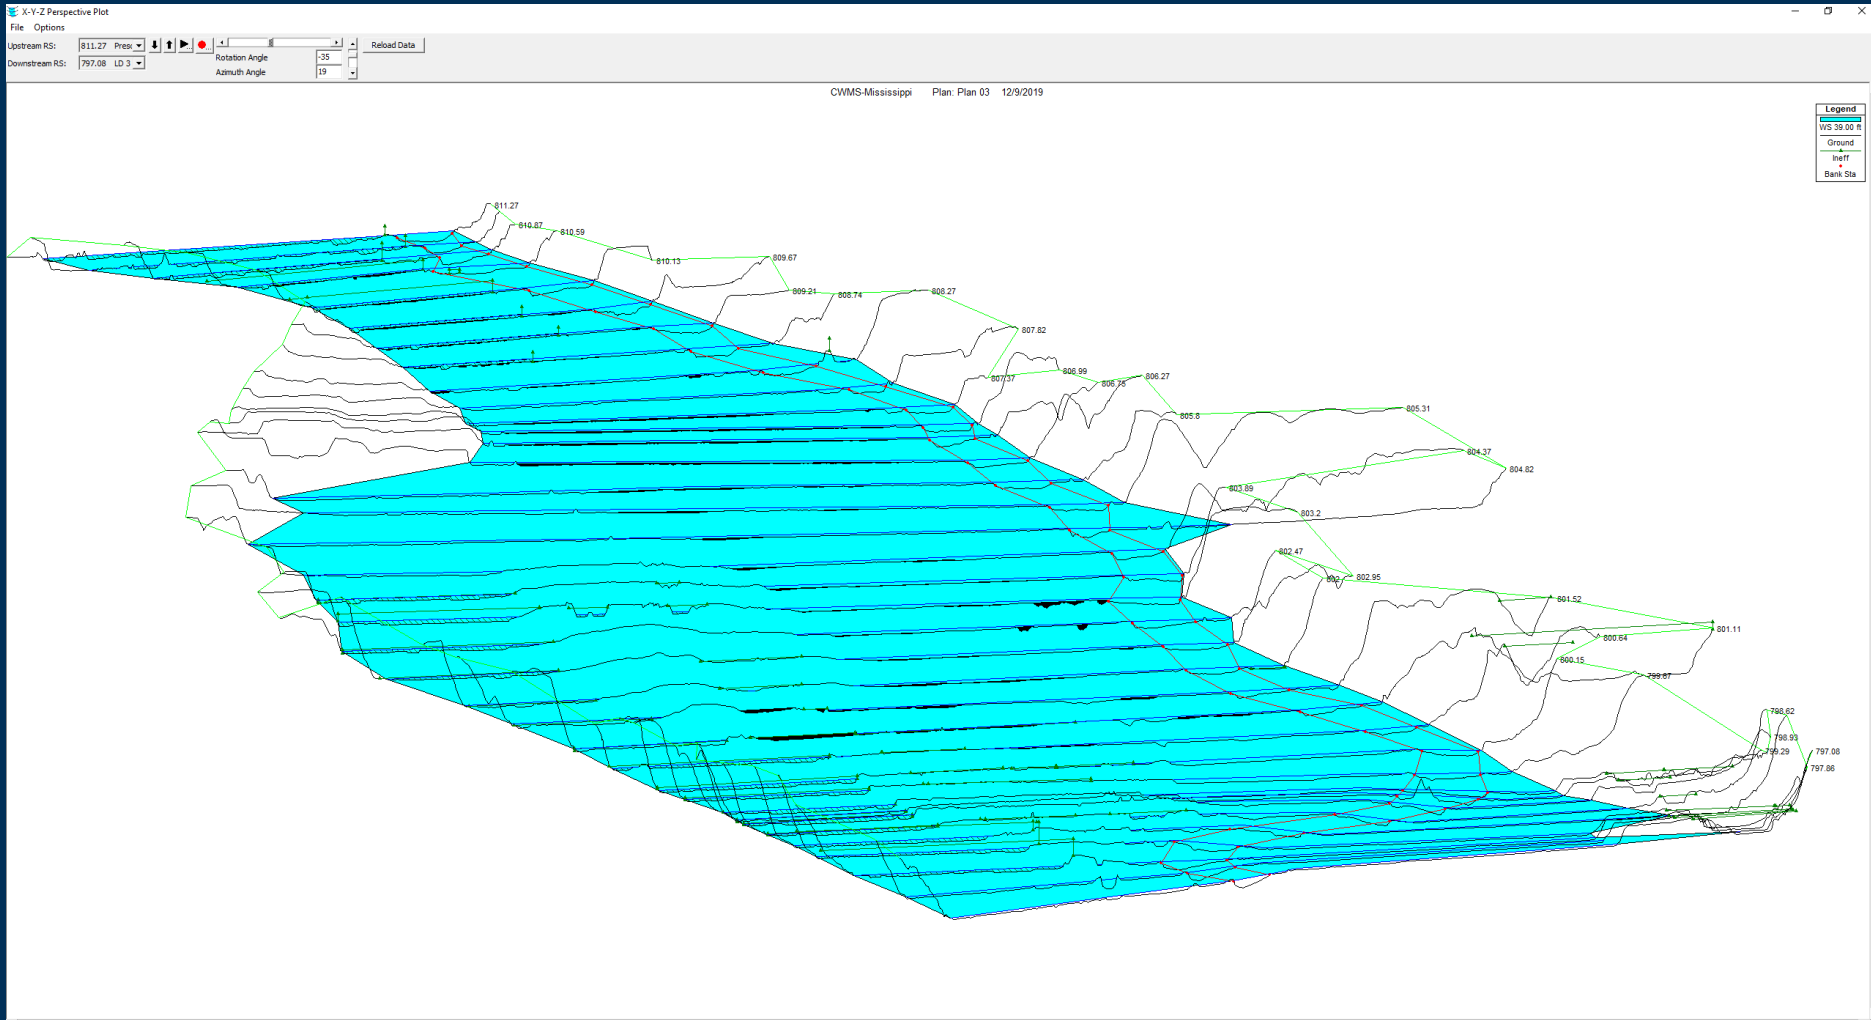 X-Y-Z Perspective Plot
File Options
Upstream RS: 811.27 Presc
Downstream RS: 797.08 LD 3
Rotation Angle -35
Azimuth Angle 19
Reload Data
CWMS-Mississippi Plan: Plan 03 12/9/2019
Legend
WS 39.00 ft
Ground
Ineff
Bank Sta
811.27
810.87
810.59
810.13
809.67
809.21
808.74
808.27
807.82
807.37
806.99
806.75
806.27
805.8
805.31
804.37
804.82
803.89
803.2
802.47
802
802.95
801.52
801.11
800.64
800.15
799.67
798.62
798.93
799.29
797.08
797.86